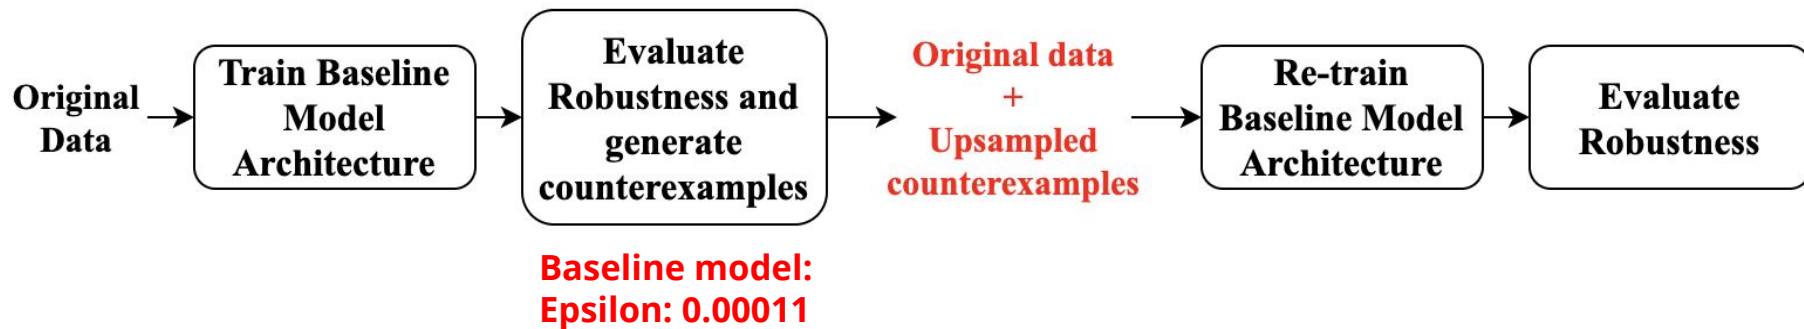 Original
Data
Train Baseline
Model
Architecture
Evaluate
Robustness and
generate
counterexamples
Original data
+
Upsampled
counterexamples
Re-train
Baseline Model
Architecture
Evaluate
Robustness
Baseline model:
Epsilon: 0.00011